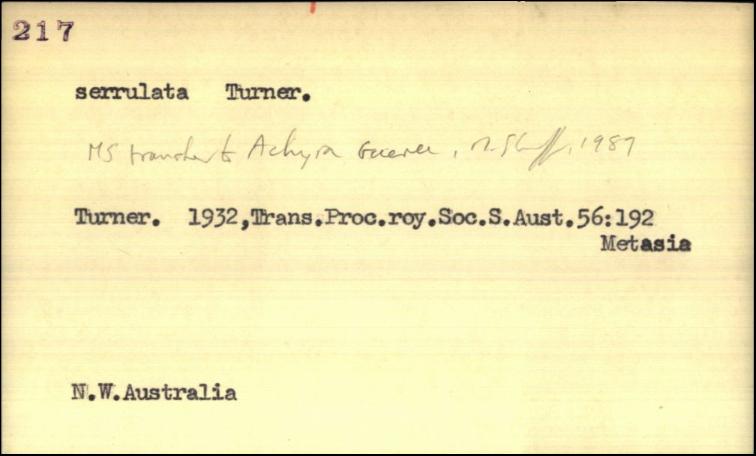 217
serrulata Turner.
MS transfer to Achyra Guenée, M. Shaffer, 1987
Turner. 1932,Trans.Proc.roy.Soc.S.Aust.56:192
Metasia
N.W.Australia